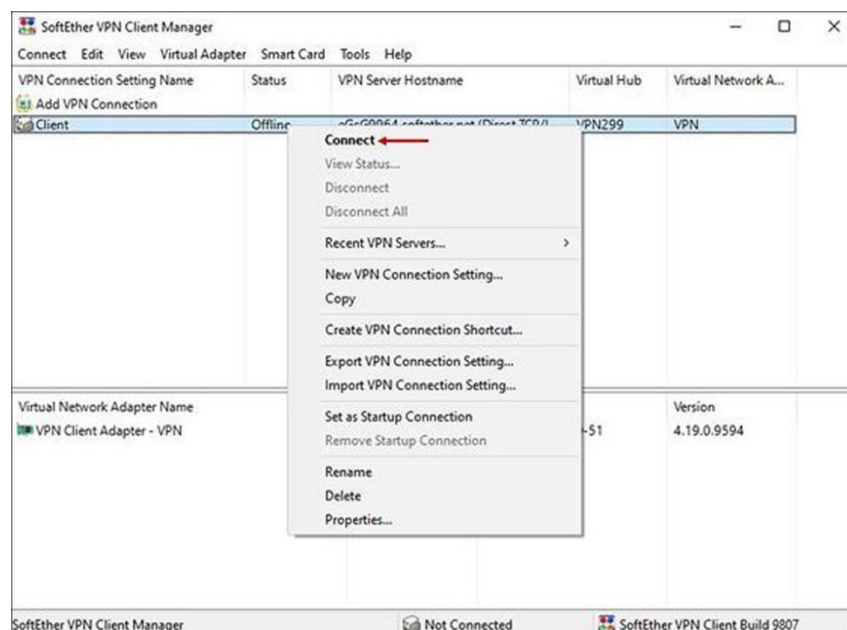 SoftEther VPN Client Manager
Connect Edit View Virtual Adapter Smart Card Tools Help
VPN Connection Setting Name Status VPN Server Hostname Virtual Hub Virtual Network A...
Add VPN Connection
Client Offline softether.net (Direct TCP/I VPN299 VPN
Connect
View Status...
Disconnect
Disconnect All
Recent VPN Servers...
New VPN Connection Setting...
Copy
Create VPN Connection Shortcut...
Export VPN Connection Setting...
Import VPN Connection Setting...
Set as Startup Connection
Remove Startup Connection
Rename
Delete
Properties...
Virtual Network Adapter Name Version
VPN Client Adapter - VPN -51 4.19.0.9594
SoftEther VPN Client Manager Not Connected SoftEther VPN Client Build 9807